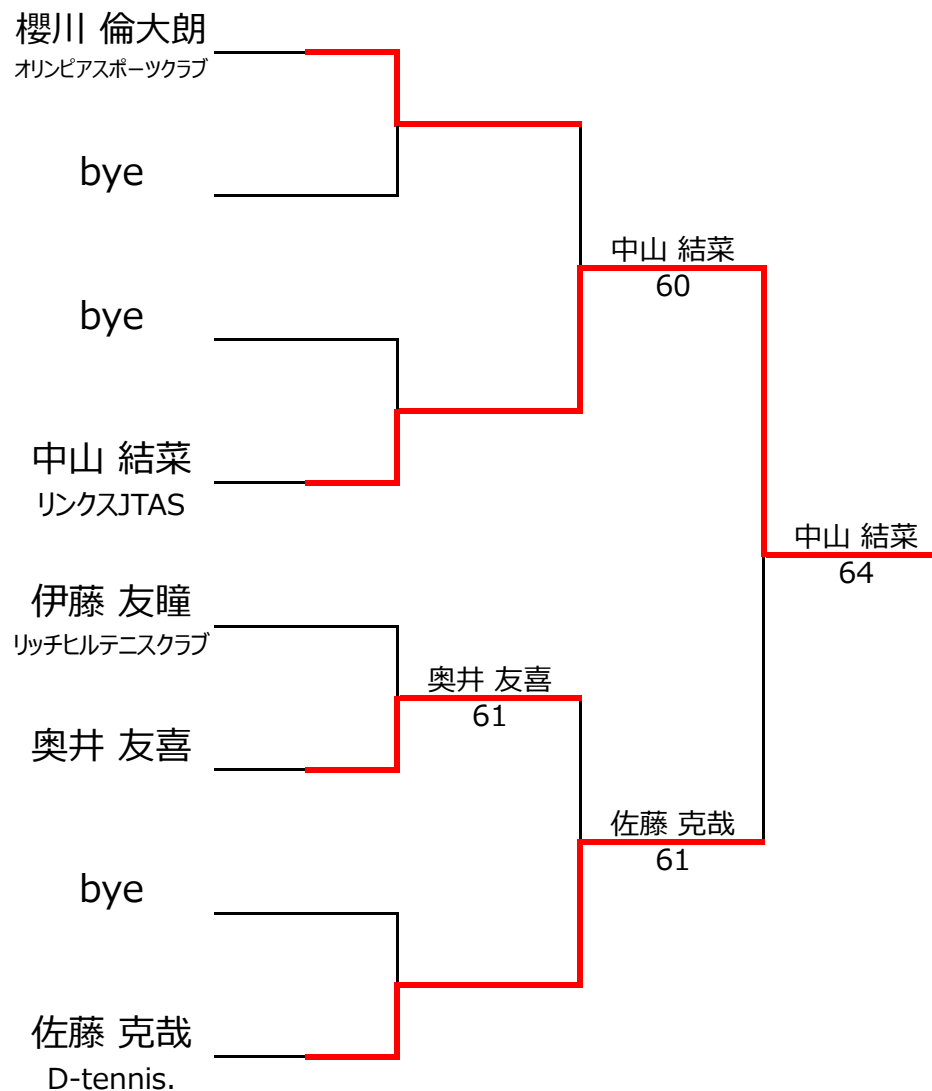 櫻川 倫大朗
オリンピアスポーツクラブ
bye
bye
中山 結菜
リンクスJTAS
伊藤 友瞳
リッチヒルテニスクラブ
奥井 友喜
bye
佐藤 克哉
D-tennis.
奥井 友喜
61
中山 結菜
60
佐藤 克哉
61
中山 結菜
64